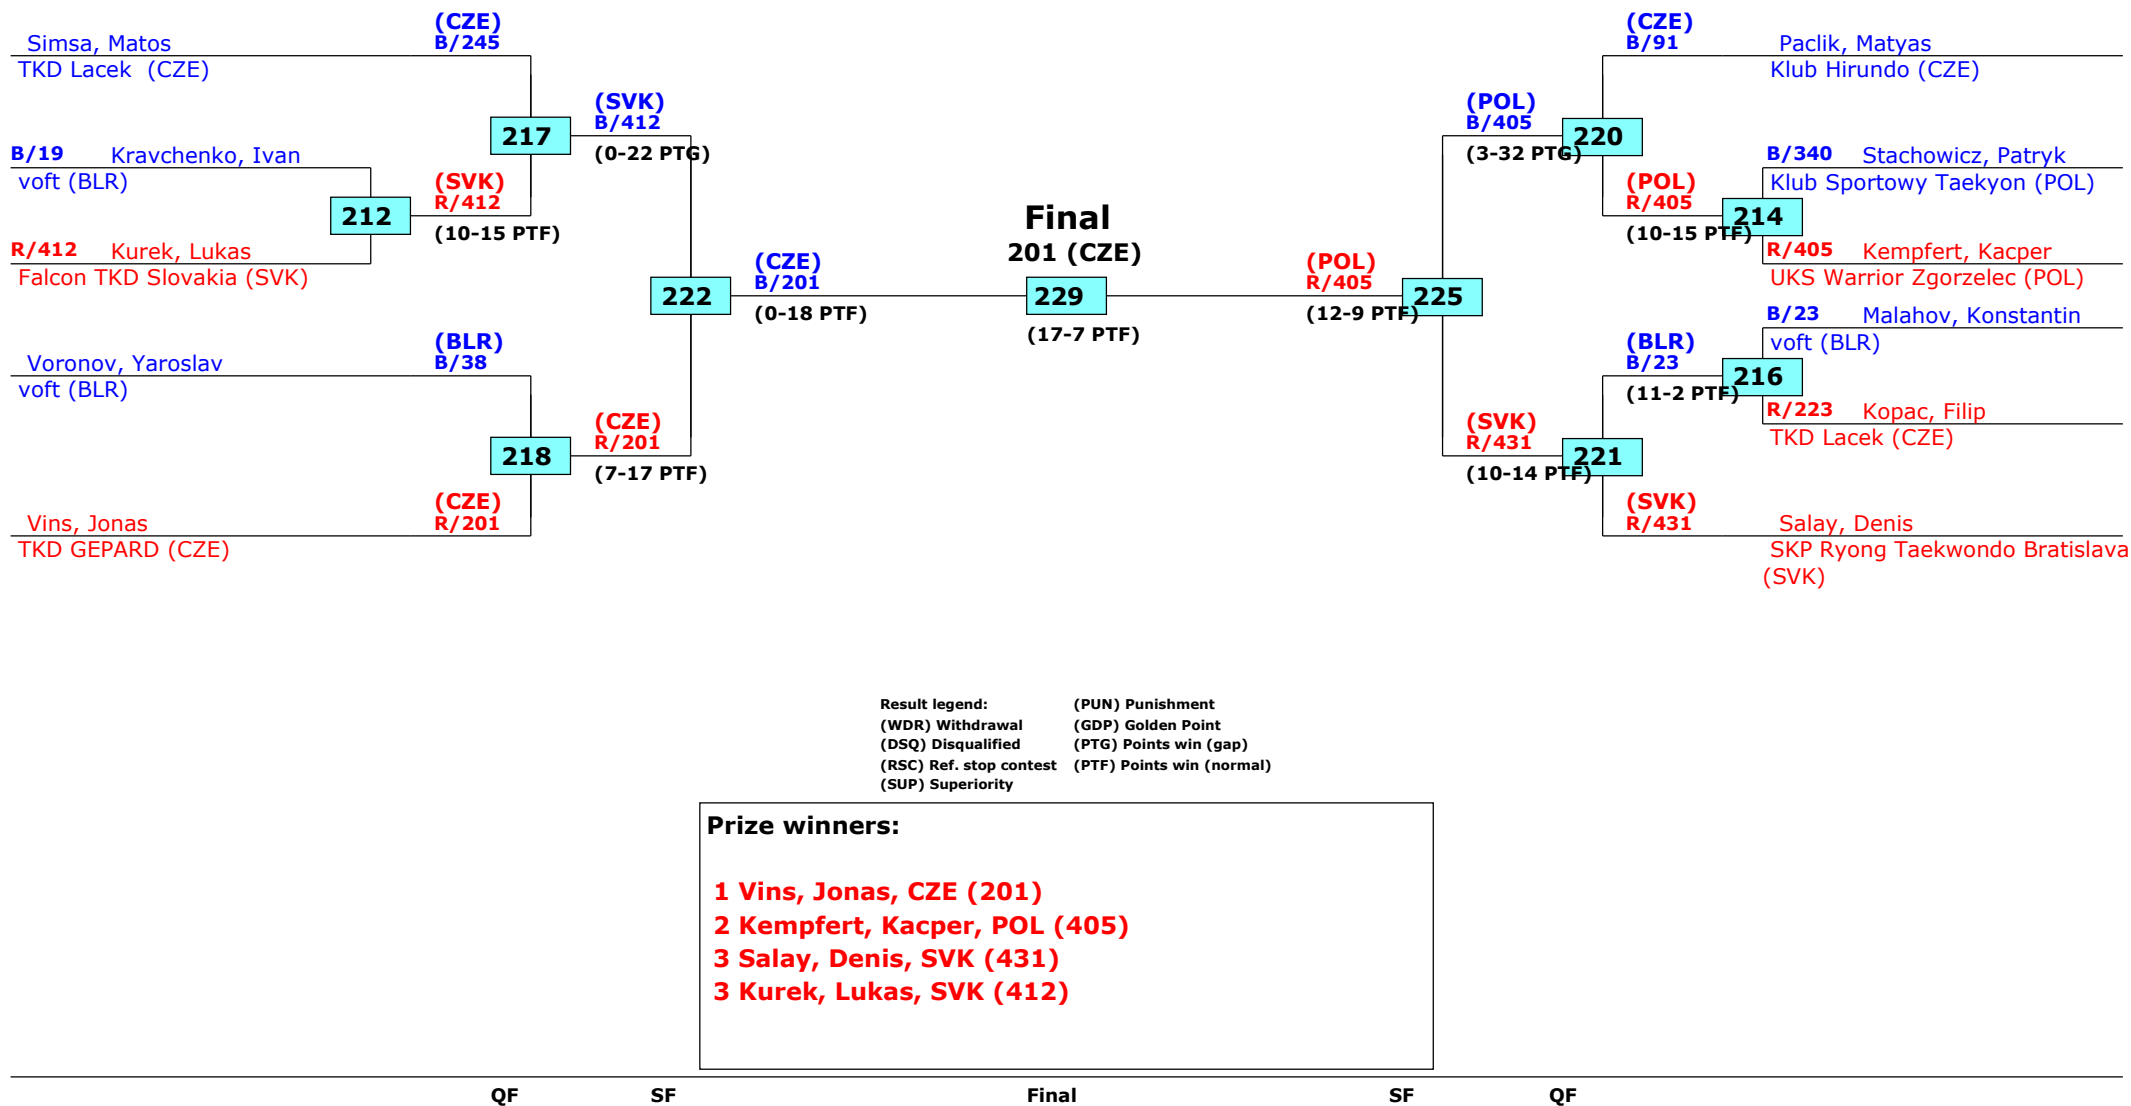 (CZE)
B/245
Simsa, Matos
TKD Lacek (CZE)
217
(SVK)
B/412
(0-22 PTG)
B/19 Kravchenko, Ivan
voft (BLR)
212
(SVK)
R/412
(10-15 PTF)
R/412 Kurek, Lukas
Falcon TKD Slovakia (SVK)
222
(CZE)
B/201
(0-18 PTF)
(BLR)
B/38
Voronov, Yaroslav
voft (BLR)
218
(CZE)
R/201
(7-17 PTF)
(CZE)
R/201
Vins, Jonas
TKD GEPARD (CZE)
Final
201 (CZE)
229
(17-7 PTF)
(CZE)
B/91
Paclik, Matyas
Klub Hirundo (CZE)
(POL)
B/405
220
(3-32 PTG)
B/340 Stachowicz, Patryk
Klub Sportowy Taekyon (POL)
(POL)
R/405
214
(10-15 PTF)
R/405 Kempfert, Kacper
UKS Warrior Zgorzelec (POL)
(POL)
R/405
225
(12-9 PTF)
B/23 Malahov, Konstantin
voft (BLR)
(BLR)
B/23
216
(11-2 PTF)
R/223 Kopac, Filip
TKD Lacek (CZE)
(SVK)
R/431
221
(10-14 PTF)
(SVK)
R/431
Salay, Denis
SKP Ryong Taekwondo Bratislava
(SVK)
Result legend: (PUN) Punishment
(WDR) Withdrawal (GDP) Golden Point
(DSQ) Disqualified (PTG) Points win (gap)
(RSC) Ref. stop contest (PTF) Points win (normal)
(SUP) Superiority
Prize winners:
1 Vins, Jonas, CZE (201)
2 Kempfert, Kacper, POL (405)
3 Salay, Denis, SVK (431)
3 Kurek, Lukas, SVK (412)
QF SF Final SF QF